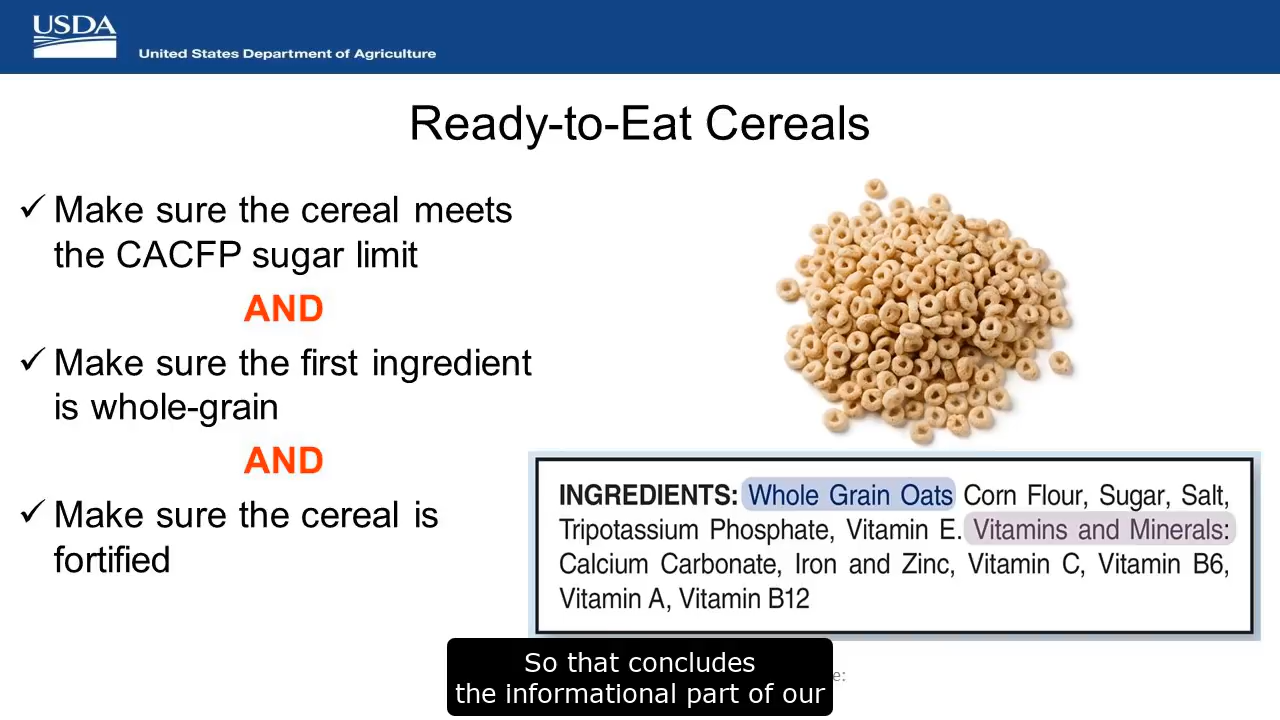 USDA
United States Department of Agriculture
Ready-to-Eat Cereals
✓ Make sure the cereal meets
the CACFP sugar limit
AND
✓ Make sure the first ingredient
is whole-grain
AND
✓ Make sure the cereal is
fortified
INGREDIENTS: Whole Grain Oats Corn Flour, Sugar, Salt,
Tripotassium Phosphate, Vitamin E. Vitamins and Minerals:
Calcium Carbonate, Iron and Zinc, Vitamin C, Vitamin B6,
Vitamin A, Vitamin B12
So that concludes
the informational part of our